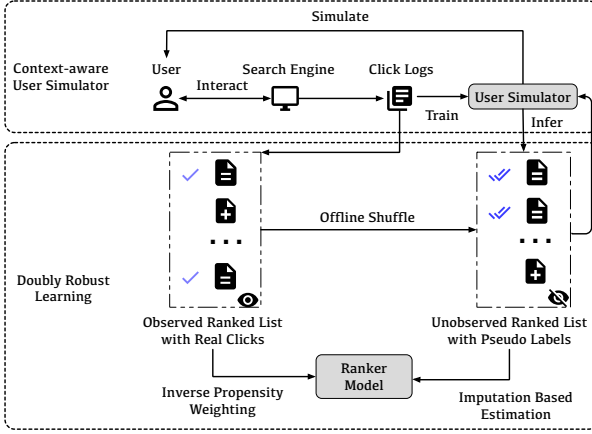 Simulate
Context-aware
User Simulator
User
Search Engine
Click Logs
Interact
User Simulator
Train
Infer
Offline Shuffle
Doubly Robust
Learning
Observed Ranked List
with Real Clicks
Unobserved Ranked List
with Pseudo Labels
Ranker
Model
Inverse Propensity
Weighting
Imputation Based
Estimation